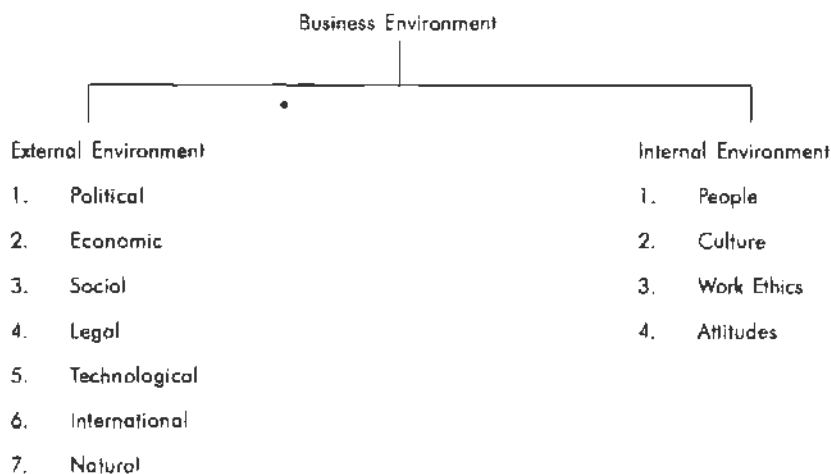 Business Environment
External Environment
1. Political
2. Economic
3. Social
4. Legal
5. Technological
6. International
7. Natural
Internal Environment
1. People
2. Culture
3. Work Ethics
4. Attitudes